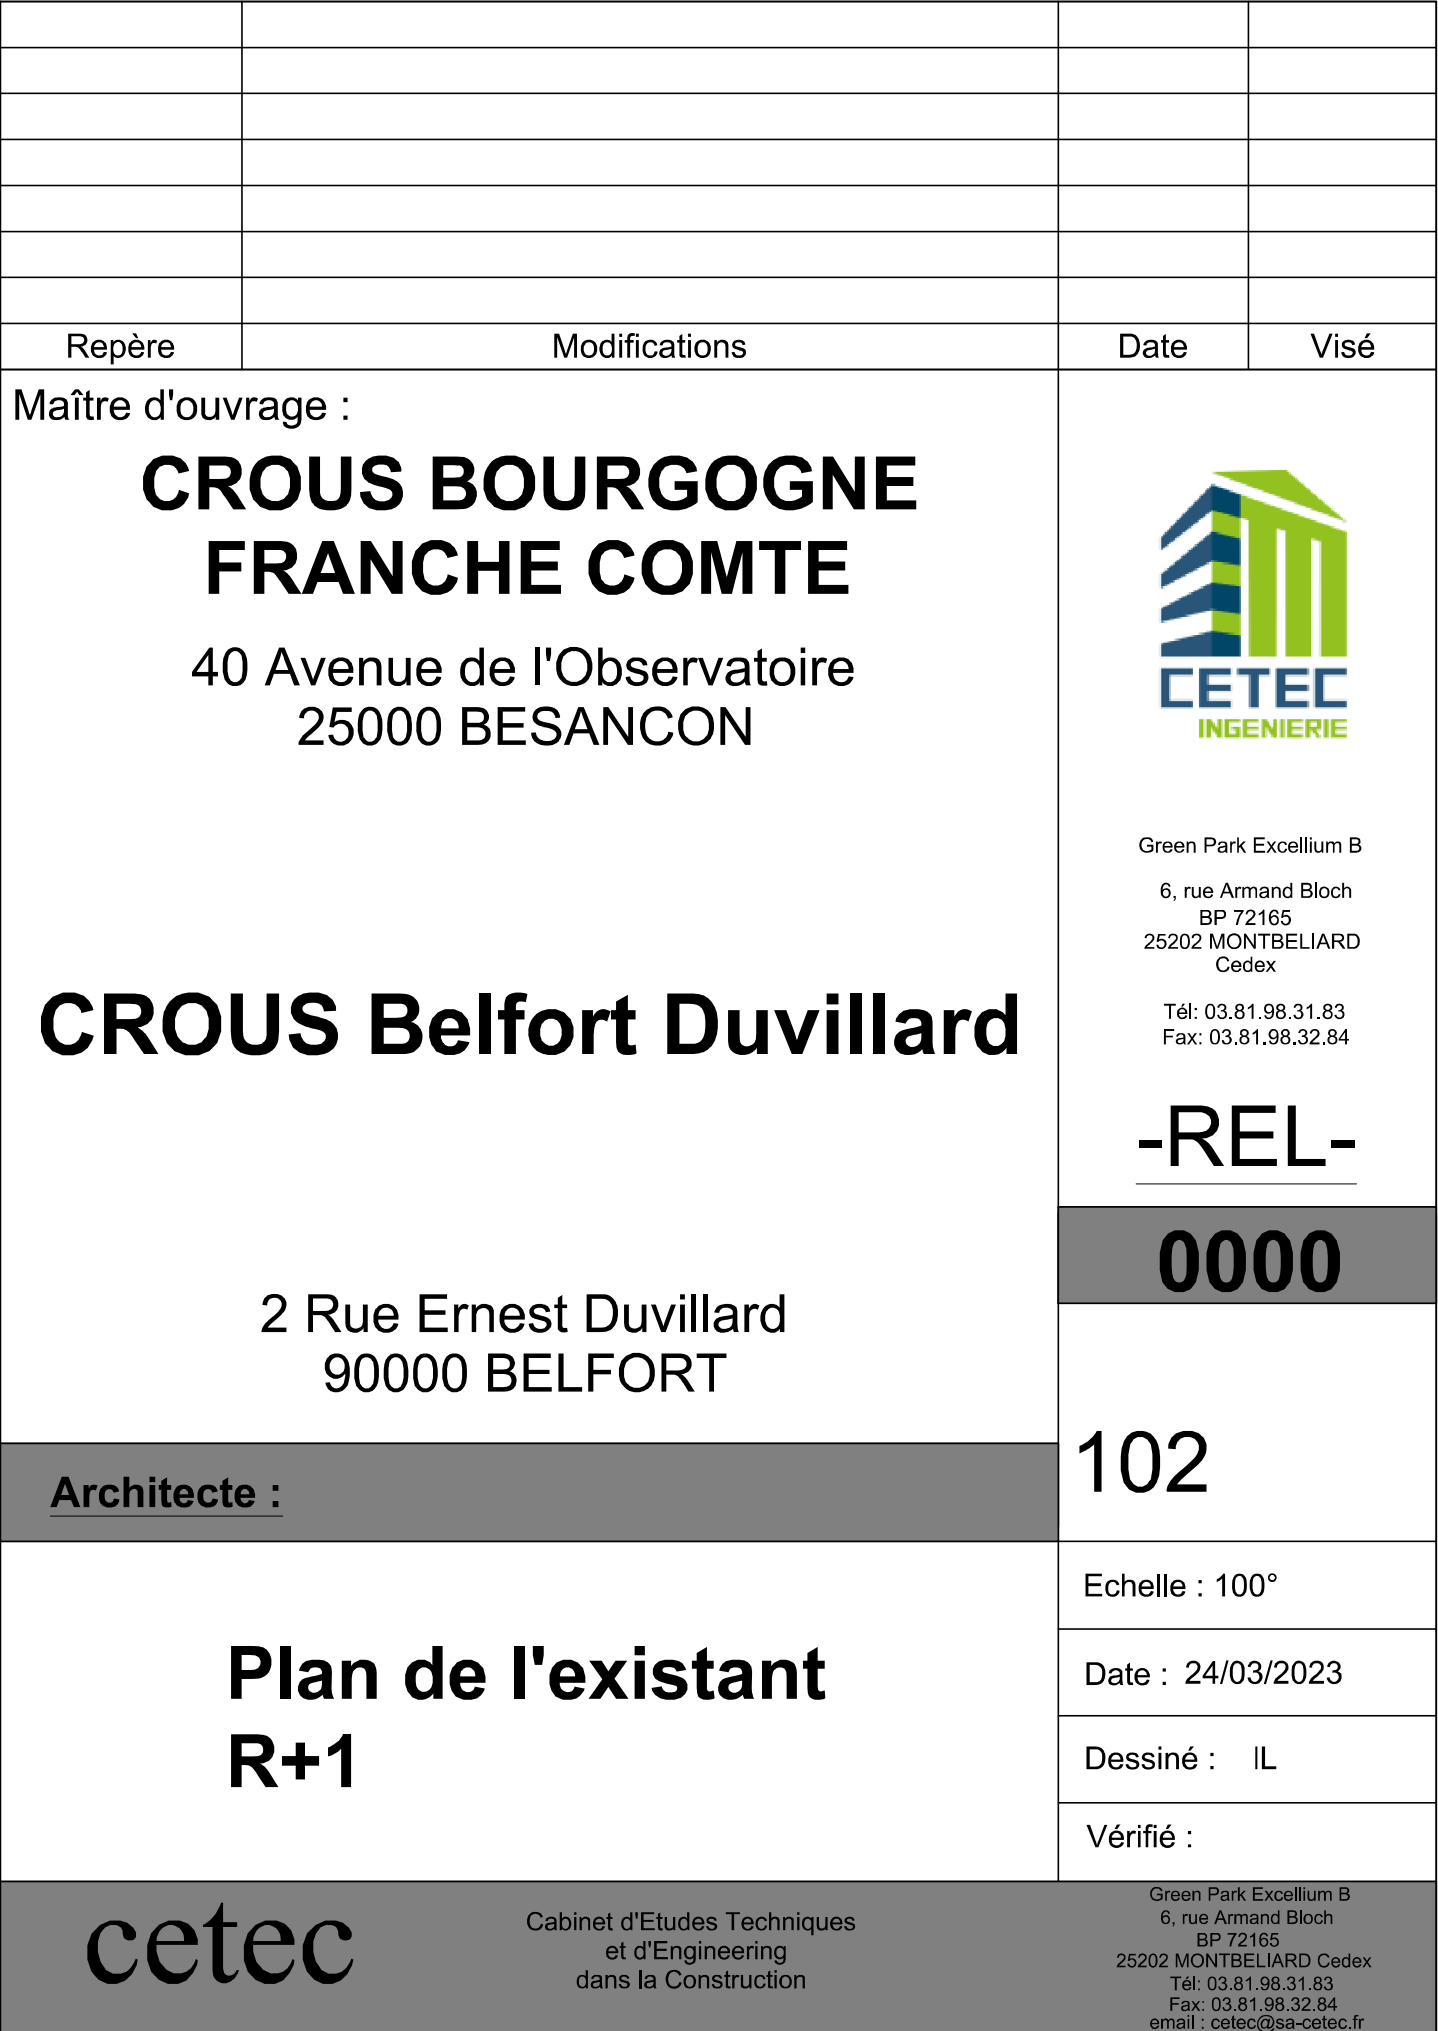 Repère Modifications Date Visé
Maître d'ouvrage :
CROUS BOURGOGNE
FRANCHE COMTE
40 Avenue de l'Observatoire
25000 BESANCON
CROUS Belfort Duvillard
2 Rue Ernest Duvillard
90000 BELFORT
CETEC
INGENIERIE
Green Park Excellium B
6, rue Armand Bloch
BP 72165
25202 MONTBELIARD
Cedex
Tél: 03.81.98.31.83
Fax: 03.81.98.32.84
-REL-
0000
102
Architecte :
Plan de l'existant
R+1
Echelle : 100°
Date : 24/03/2023
Dessiné : IL
Vérifié :
cetec
Cabinet d'Etudes Techniques
et d'Engineering
dans la Construction
Green Park Excellium B
6, rue Armand Bloch
BP 72165
25202 MONTBELIARD Cedex
Tél: 03.81.98.31.83
Fax: 03.81.98.32.84
email : cetec@sa-cetec.fr